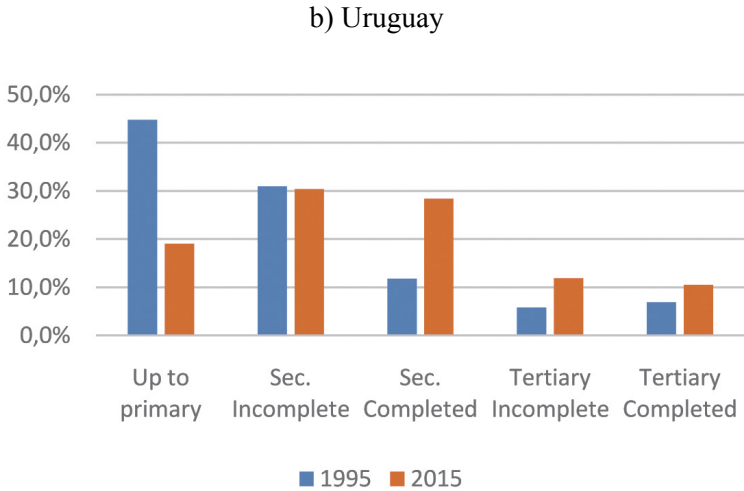 b) Uruguay
50,0%
40,0%
30,0%
20,0%
10,0%
0,0%
Up to primary
Sec. Incomplete
Sec. Completed
Tertiary Incomplete
Tertiary Completed
1995 2015